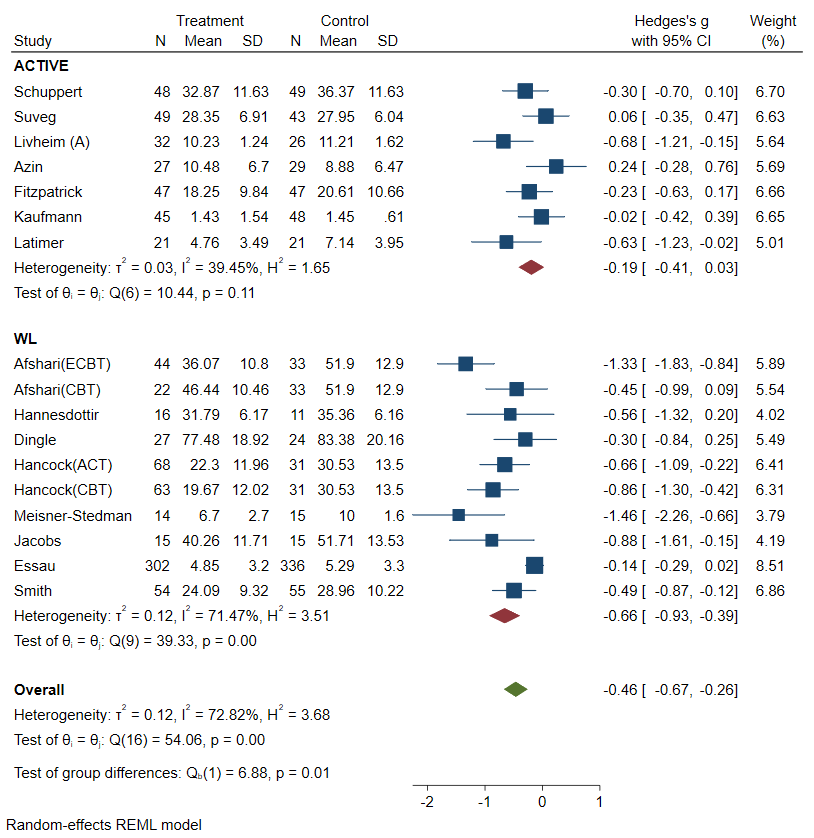 Treatment Control Hedges's g Weight
Study N Mean SD N Mean SD with 95% CI (%)
ACTIVE
Schuppert 48 32.87 11.63 49 36.37 11.63 -0.30 [ -0.70, 0.10] 6.70
Suveg 49 28.35 6.91 43 27.95 6.04 0.06 [ -0.35, 0.47] 6.63
Livheim (A) 32 10.23 1.24 26 11.21 1.62 -0.68 [ -1.21, -0.15] 5.64
Azin 27 10.48 6.7 29 8.88 6.47 0.24 [ -0.28, 0.76] 5.69
Fitzpatrick 47 18.25 9.84 47 20.61 10.66 -0.23 [ -0.63, 0.17] 6.66
Kaufmann 45 1.43 1.54 48 1.45 .61 -0.02 [ -0.42, 0.39] 6.65
Latimer 21 4.76 3.49 21 7.14 3.95 -0.63 [ -1.23, -0.02] 5.01
Heterogeneity: τ² = 0.03, I² = 39.45%, H² = 1.65 -0.19 [ -0.41, 0.03]
Test of θᵢ = θⱼ: Q(6) = 10.44, p = 0.11
WL
Afshari(ECBT) 44 36.07 10.8 33 51.9 12.9 -1.33 [ -1.83, -0.84] 5.89
Afshari(CBT) 22 46.44 10.46 33 51.9 12.9 -0.45 [ -0.99, 0.09] 5.54
Hannesdottir 16 31.79 6.17 11 35.36 6.16 -0.56 [ -1.32, 0.20] 4.02
Dingle 27 77.48 18.92 24 83.38 20.16 -0.30 [ -0.84, 0.25] 5.49
Hancock(ACT) 68 22.3 11.96 31 30.53 13.5 -0.66 [ -1.09, -0.22] 6.41
Hancock(CBT) 63 19.67 12.02 31 30.53 13.5 -0.86 [ -1.30, -0.42] 6.31
Meisner-Stedman 14 6.7 2.7 15 10 1.6 -1.46 [ -2.26, -0.66] 3.79
Jacobs 15 40.26 11.71 15 51.71 13.53 -0.88 [ -1.61, -0.15] 4.19
Essau 302 4.85 3.2 336 5.29 3.3 -0.14 [ -0.29, 0.02] 8.51
Smith 54 24.09 9.32 55 28.96 10.22 -0.49 [ -0.87, -0.12] 6.86
Heterogeneity: τ² = 0.12, I² = 71.47%, H² = 3.51 -0.66 [ -0.93, -0.39]
Test of θᵢ = θⱼ: Q(9) = 39.33, p = 0.00
Overall -0.46 [ -0.67, -0.26]
Heterogeneity: τ² = 0.12, I² = 72.82%, H² = 3.68
Test of θᵢ = θⱼ: Q(16) = 54.06, p = 0.00
Test of group differences: Q_b(1) = 6.88, p = 0.01
-2 -1 0 1
Random-effects REML model